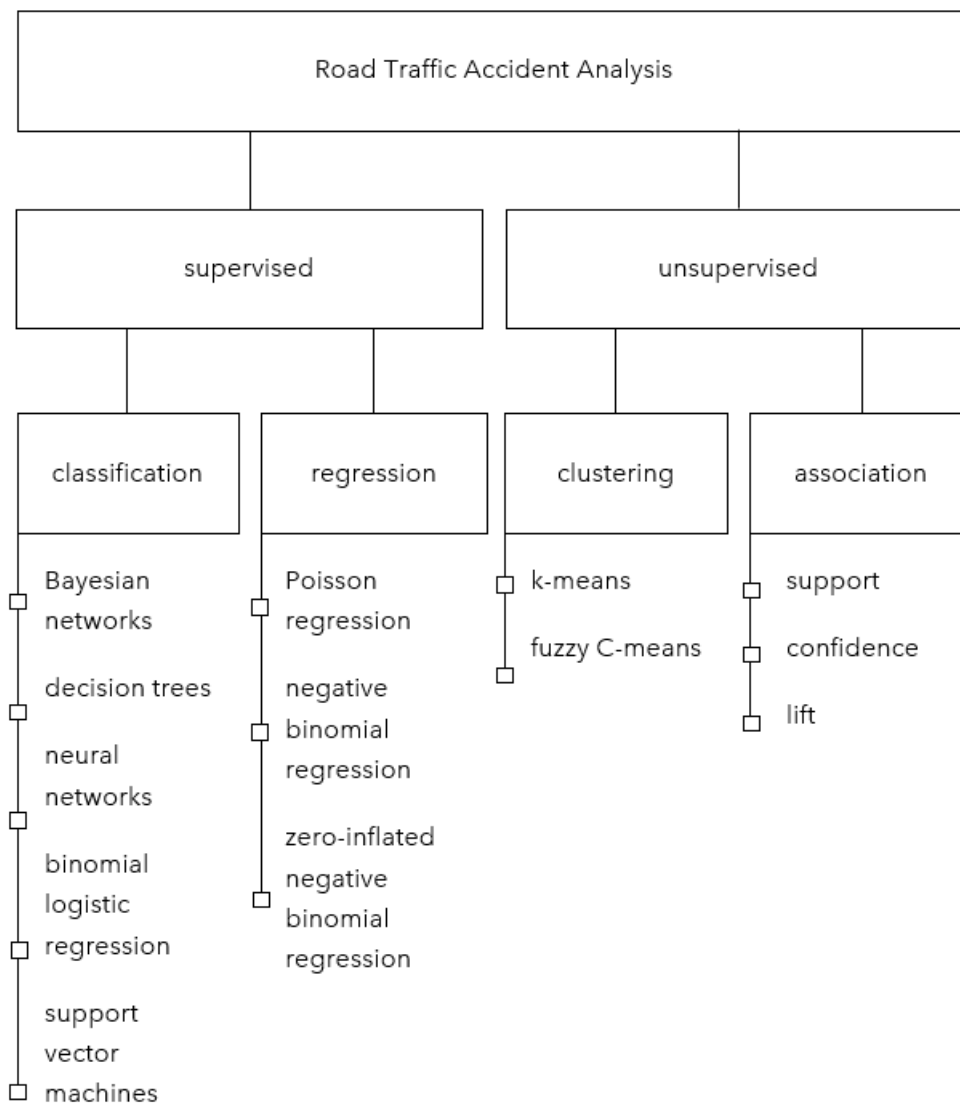 Road Traffic Accident Analysis
supervised
unsupervised
classification
regression
clustering
association
Bayesian
networks
decision trees
neural
networks
binomial
logistic
regression
support
vector
machines
Poisson
regression
negative
binomial
regression
zero-inflated
negative
binomial
regression
k-means
fuzzy C-means
support
confidence
lift